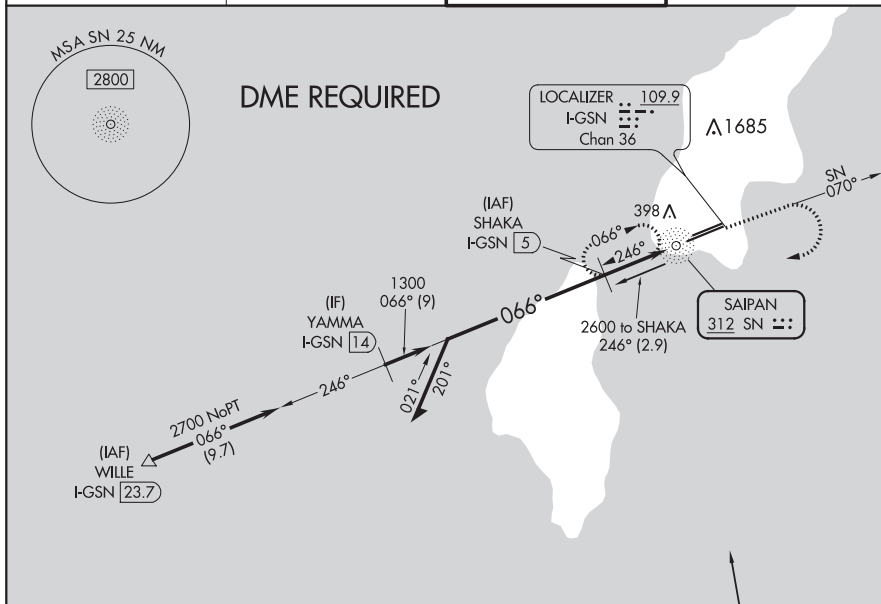 MSA SN 25 NM
2800
DME REQUIRED
LOCALIZER 109.9
I-GSN
Chan 36
1685
SN
070°
(IAF)
SHAKA
I-GSN 5
398
066°
246°
1300
066° (9)
(IF)
YAMMA
I-GSN 14
066°
2600 to SHAKA
246° (2.9)
SAIPAN
312 SN
246°
021°
201°
2700 NoPT
066°
(9.7)
(IAF)
WILLE
I-GSN 23.7